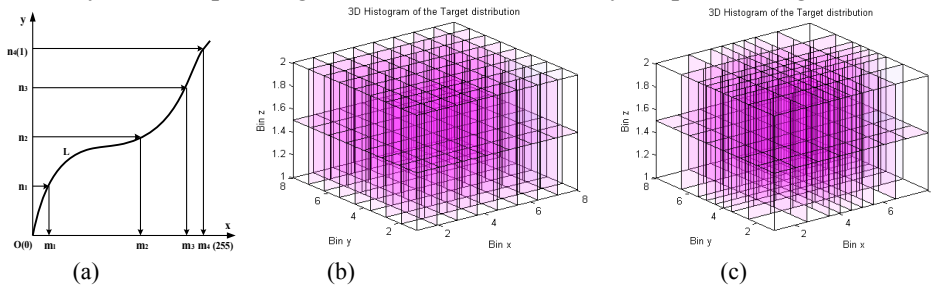 y
n₄(1)
n₃
n₂
L
n₁
x
O(0) m₁ m₂ m₃ m₄ (255)
(a)
3D Histogram of the Target distribution
2
1.8
1.6
1.4
1.2
1
Bin z
8
6
4
2
Bin y
2
4
6
8
Bin x
(b)
3D Histogram of the Target distribution
2
1.8
1.6
1.4
1.2
1
Bin z
8
6
4
2
Bin y
2
4
6
Bin x
(c)